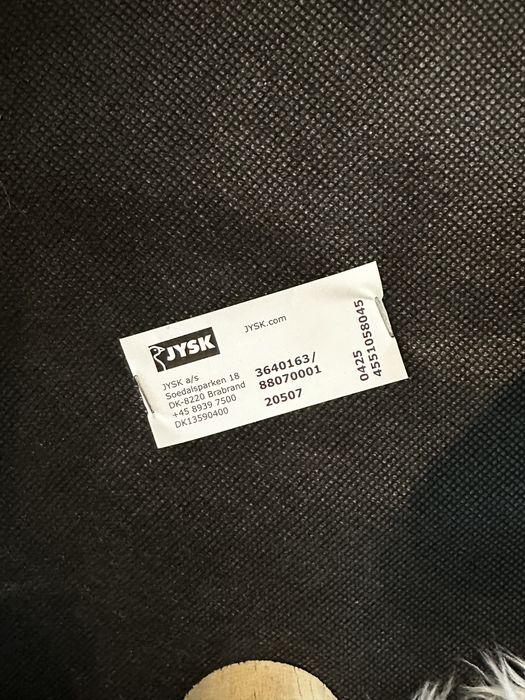 JYSK
JYSK.com
JYSK a/s
Soedalsparken 18
DK-8220 Brabrand
+45 8939 7500
DK13590400
3640163/
88070001
20507
0425
4551058045